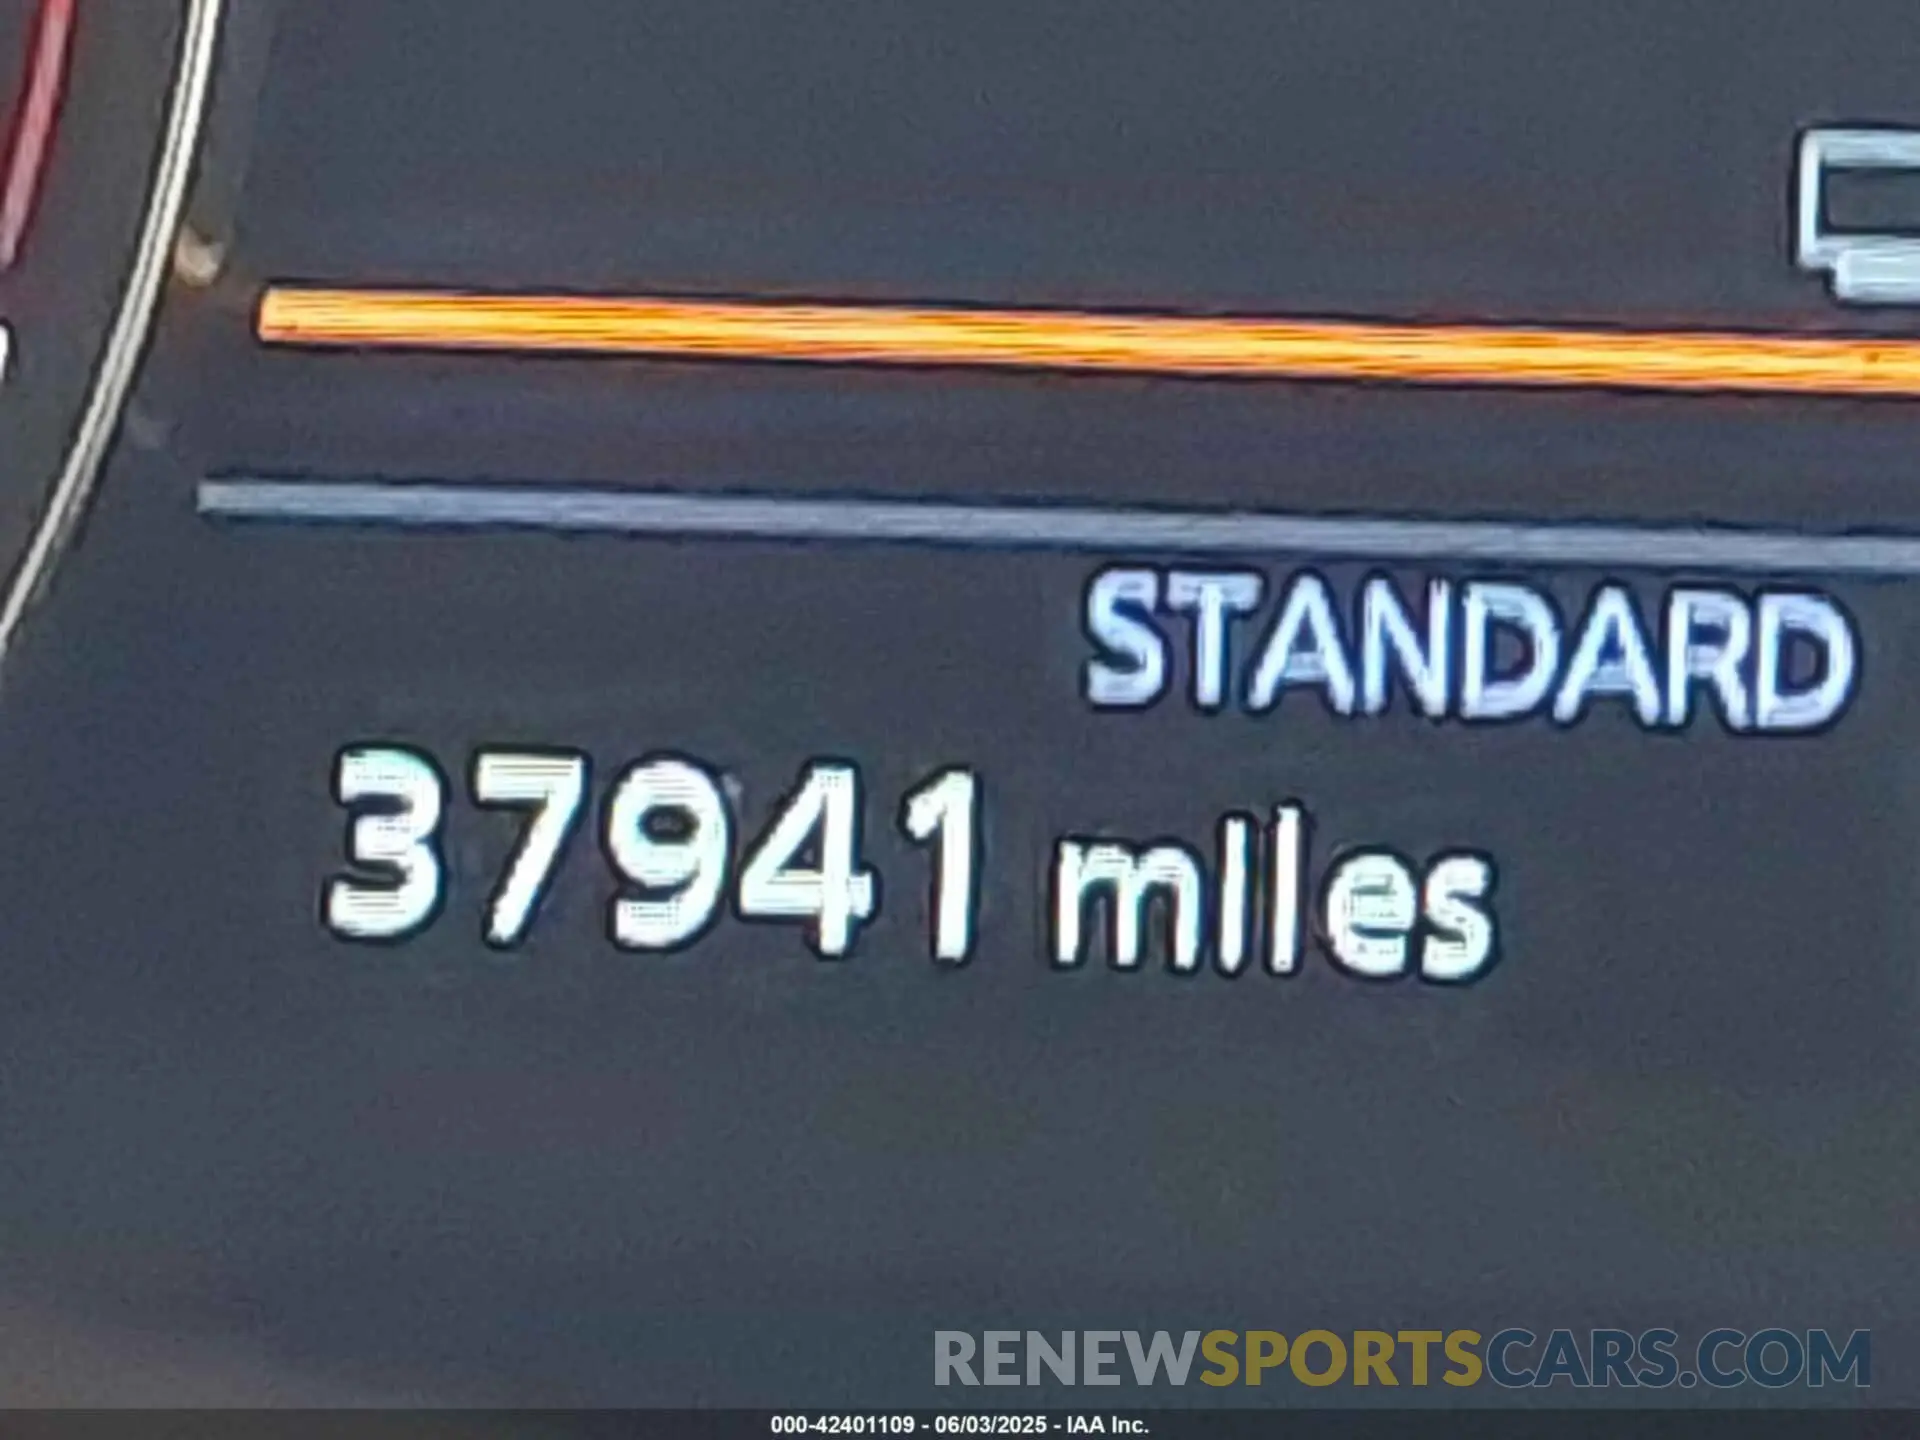 STANDARD
37941 miles
RENEWSPORTSCARS.COM
000-42401109 - 06/03/2025 - IAA Inc.